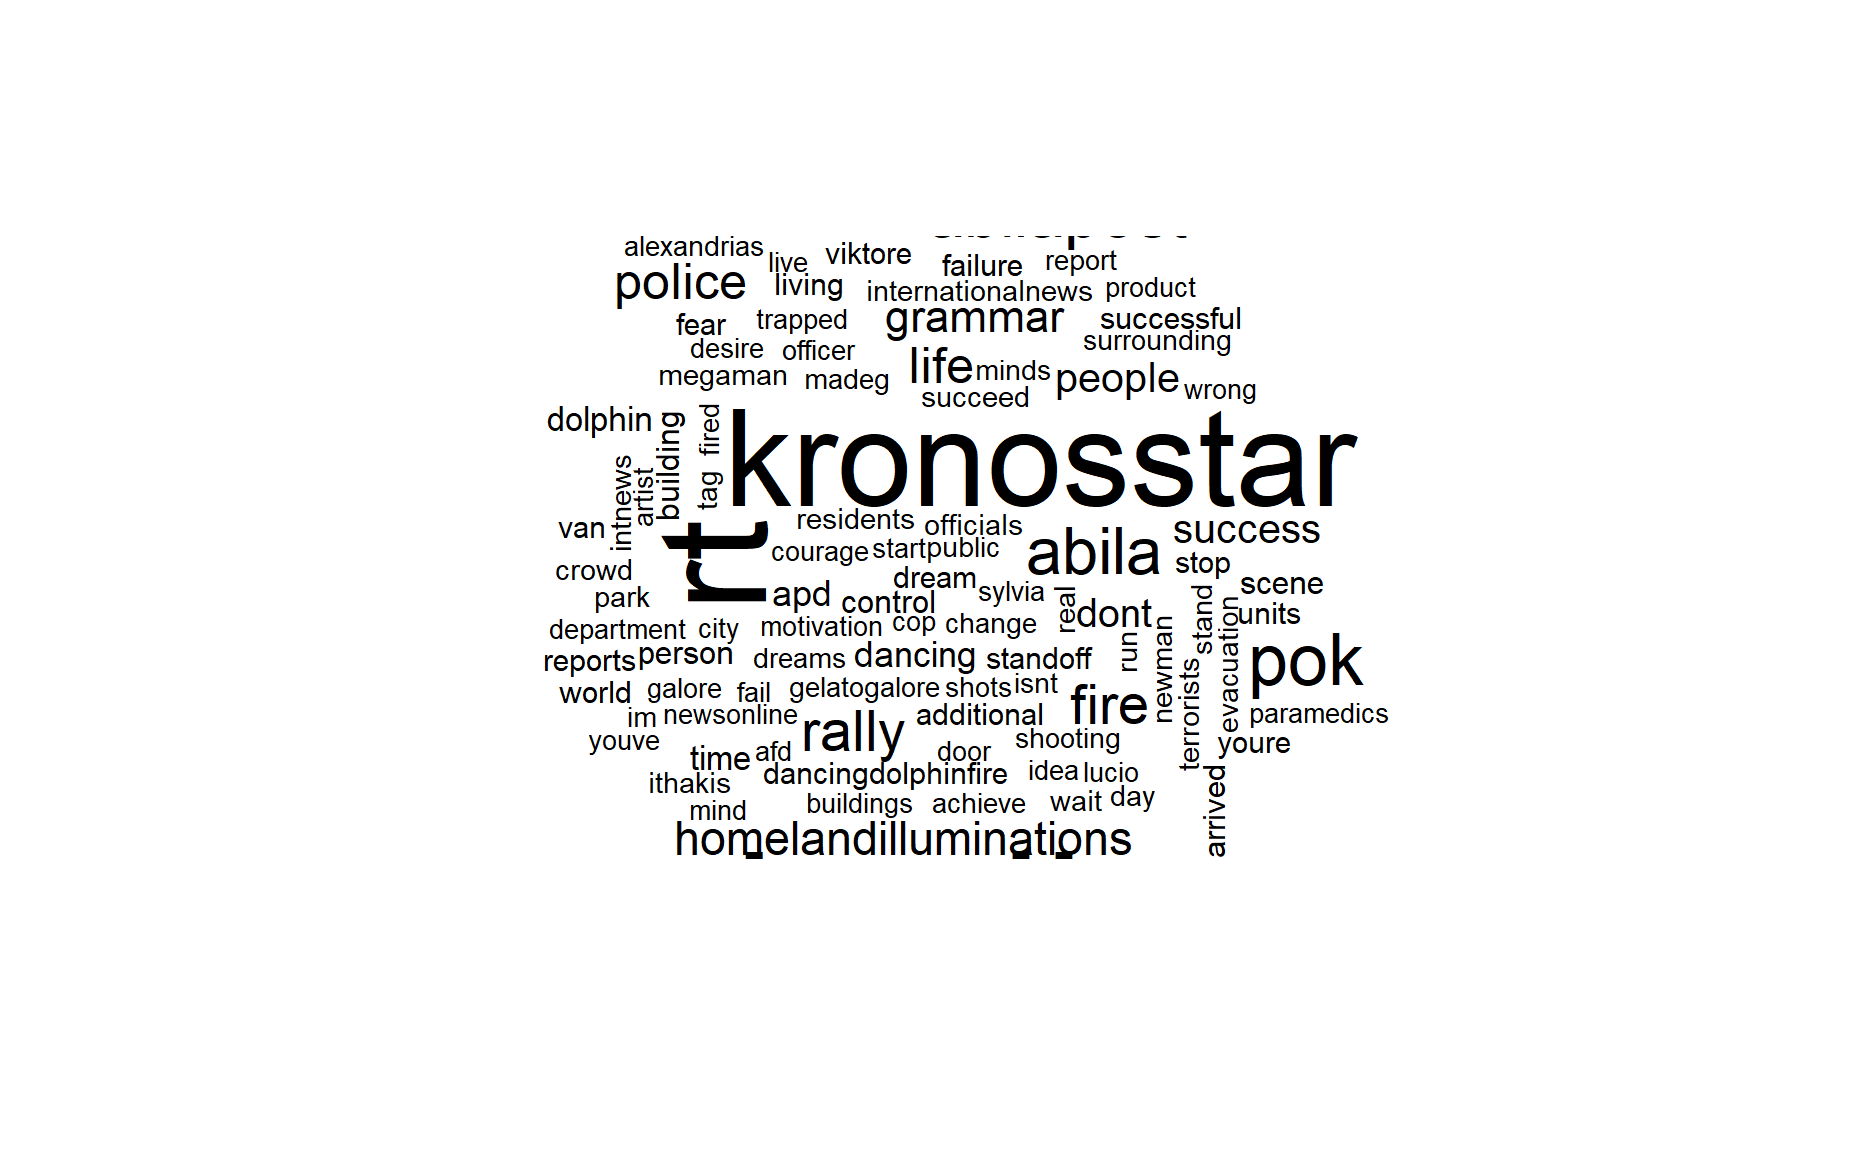 alexandrias live viktore failure report
police living internationalnews product
fear trapped grammar successful
desire officer surrounding
megaman madeg life minds people wrong
succeed
dolphin building tag fired kronosstar
intnews artist
van rt residents officials abila success
crowd courage start public stop
park apd control dream sylvia real dont stand scene
department city motivation cop change evacuation units
reports person dreams dancing standoff run newman terrorists pok
world galore fail gelatogalore shots isnt fire
im newsonline rally additional paramedics
youve time afd door shooting youre
ithakis dancingdolphinfire idea lucio arrived
mind buildings achieve wait day
homelandilluminations